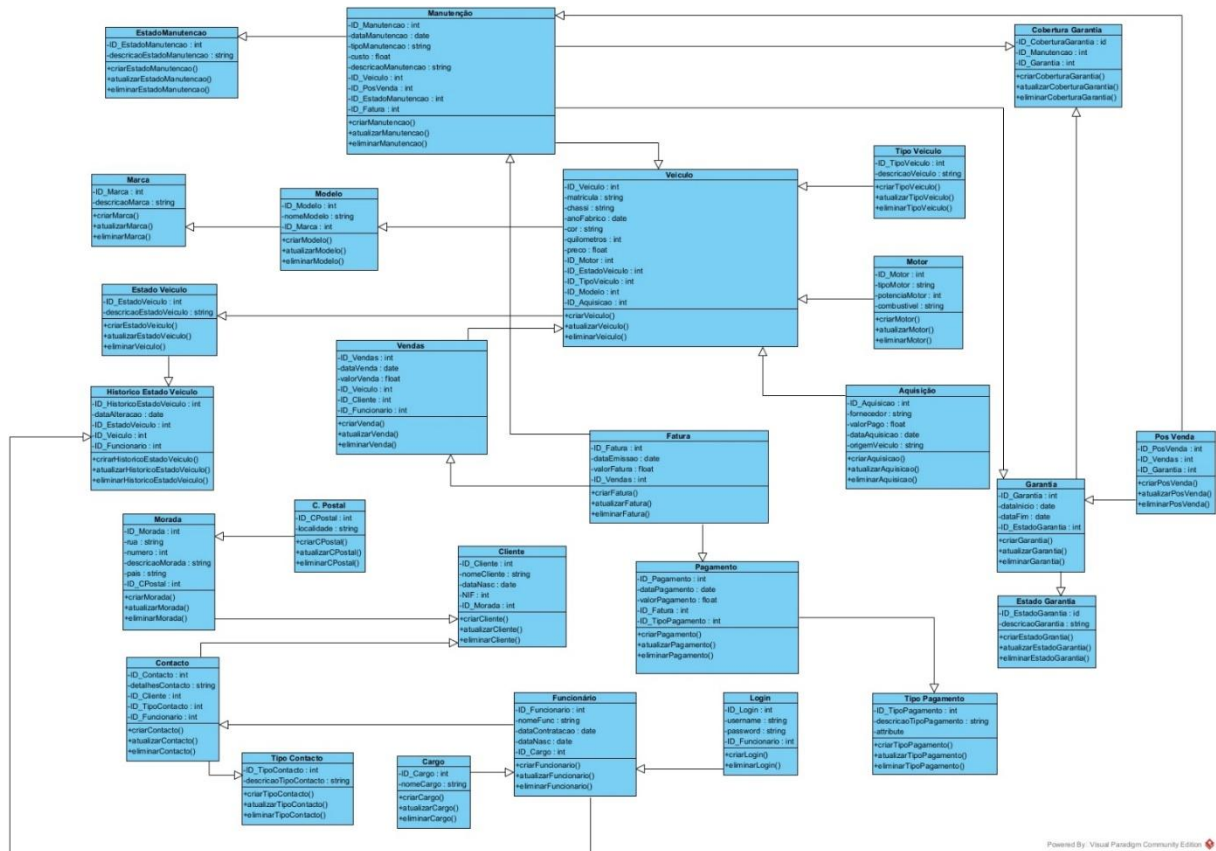 Manutenção
-ID_Manutencao : int
-dataManutencao : date
-tipoManutencao : string
-custo : float
-descricaoManutencao : string
-ID_Veiculo : int
-ID_PosVenda : int
-ID_EstadoManutencao : int
-ID_Fatura : int
+criarManutencao()
+atualizarManutencao()
+eliminarManutencao()
EstadoManutencao
-ID_EstadoManutencao : int
-descricaoEstadoManutencao : string
+criarEstadoManutencao()
+atualizarEstadoManutencao()
+eliminarEstadoManutencao()
Cobertura Garantia
-ID_CoberturaGarantia : id
-ID_Manutencao : int
-ID_Garantia : int
+criarCoberturaGarantia()
+atualizarCoberturaGarantia()
+eliminarCoberturaGarantia()
Marca
-ID_Marca : int
-descricaoMarca : string
+criarMarca()
+atualizarMarca()
+eliminarMarca()
Modelo
-ID_Modelo : int
-nomeModelo : string
-ID_Marca : int
+criarModelo()
+atualizarModelo()
+eliminarModelo()
Veiculo
-ID_Veiculo : int
-matricula : string
-chassi : string
-anoFabrico : date
-cor : string
-quilometros : int
-preco : float
-ID_Motor : int
-ID_EstadoVeiculo : int
-ID_TipoVeiculo : int
-ID_Modelo : int
-ID_Aquisicao : int
+criarVeiculo()
+atualizarVeiculo()
+eliminarVeiculo()
Tipo Veiculo
-ID_TipoVeiculo : int
-descricaoVeiculo : string
+criarTipoVeiculo()
+atualizarTipoVeiculo()
+eliminarTipoVeiculo()
Motor
-ID_Motor : int
-tipoMotor : string
-potenciaMotor : int
-combustivel : string
+criarMotor()
+atualizarMotor()
+eliminarMotor()
Estado Veiculo
-ID_EstadoVeiculo : int
-descricaoEstadoVeiculo : string
+criarEstadoVeiculo()
+atualizarEstadoVeiculo()
+eliminarVeiculo()
Vendas
-ID_Vendas : int
-dataVenda : date
-valorVenda : float
-ID_Veiculo : int
-ID_Cliente : int
-ID_Funcionario : int
+criarVenda()
+atualizarVenda()
+eliminarVenda()
Historico Estado Veiculo
-ID_HistoricoEstadoVeiculo : int
-dataAlteracao : date
-ID_EstadoVeiculo : int
-ID_Veiculo : int
-ID_Funcionario : int
+crirarHistoricoEstadoVeiculo()
+atualizarHistoricoEstadoVeiculo()
+eliminarHistoricoEstadoVeiculo()
Aquisição
-ID_Aquisicao : int
-fornecedor : string
-valorPago : float
-dataAquisicao : date
-origemVeiculo : string
+criarAquisicao()
+atualizarAquisicao()
+eliminarAquisicao()
Fatura
-ID_Fatura : int
-dataEmissao : date
-valorFatura : float
-ID_Vendas : int
+criarFatura()
+atualizarFatura()
+eliminarFatura()
Pos Venda
-ID_PosVenda : int
-ID_Vendas : int
-ID_Garantia : int
+criarPosVenda()
+atualizarPosVenda()
+eliminarPosVenda()
Garantia
-ID_Garantia : int
-dataInicio : date
-dataFim : date
-ID_EstadoGarantia : int
+criarGarantia()
+atualizarGarantia()
+eliminarGarantia()
C. Postal
-ID_CPostal : int
-localidade : string
+criarCPostal()
+atualizarCPostal()
+eliminarCPostal()
Morada
-ID_Morada : int
-rua : string
-numero : int
-descricaoMorada : string
-pais : string
-ID_CPostal : int
+criarMorada()
+atualizarMorada()
+eliminarMorada()
Cliente
-ID_Cliente : int
-nomeCliente : string
-dataNasc : date
-NIF : int
-ID_Morada : int
+criarCliente()
+atualizarCliente()
+eliminarCliente()
Pagamento
-ID_Pagamento : int
-dataPagamento : date
-valorPagamento : float
-ID_Fatura : int
-ID_TipoPagamento : int
+criarPagamento()
+atualizarPagamento()
+eliminarPagamento()
Estado Garantia
-ID_EstadoGarantia : id
-descricaoGarantia : string
+criarEstadoGrantia()
+atualizarEstadoGarantia()
+eliminarEstadoGarantia()
Contacto
-ID_Contacto : int
-detalhesContacto : string
-ID_Cliente : int
-ID_TipoContacto : int
-ID_Funcionario : int
+criarContacto()
+atualizarContacto()
+eliminarContacto()
Funcionário
-ID_Funcionario : int
-nomeFunc : string
-dataContratacao : date
-dataNasc : date
-ID_Cargo : int
+criarFuncionario()
+atualizarFuncionario()
+eliminarFuncionario()
Login
-ID_Login : int
-username : string
-password : string
-ID_Funcionario : int
+criarLogin()
+eliminarLogin()
Tipo Pagamento
-ID_TipoPagamento : int
-descricaoTipoPagamento : string
-attribute
+criarTipoPagamento()
+atualizarTipoPagamento()
+eliminarTipoPagamento()
Tipo Contacto
-ID_TipoContacto : int
-descricaoTipoContacto : string
+criarTipoContacto()
+atualizarTipoContacto()
+eliminarTipoContacto()
Cargo
-ID_Cargo : int
-nomeCargo : string
+criarCargo()
+atualizarCargo()
+eliminarCargo()
Powered By: Visual Paradigm Community Edition